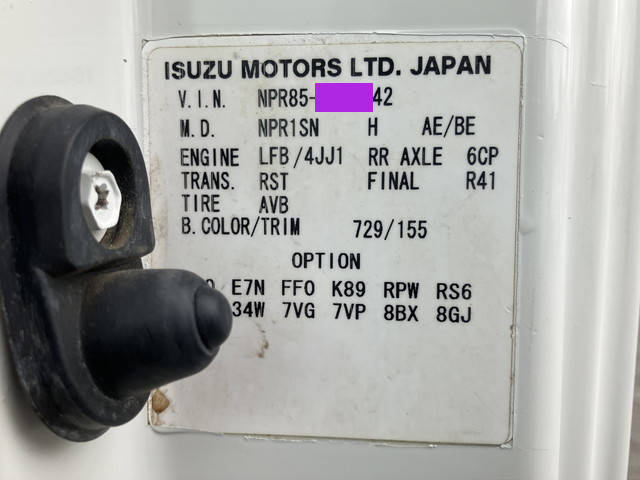 ISUZU MOTORS LTD. JAPAN
V.I.N. NPR85- 42
M.D. NPR1SN H AE/BE
ENGINE LFB/4JJ1 RR AXLE 6CP
TRANS. RST FINAL R41
TIRE AVB
B.COLOR/TRIM 729/155
OPTION
E7N FF0 K89 RPW RS6
34W 7VG 7VP 8BX 8GJ